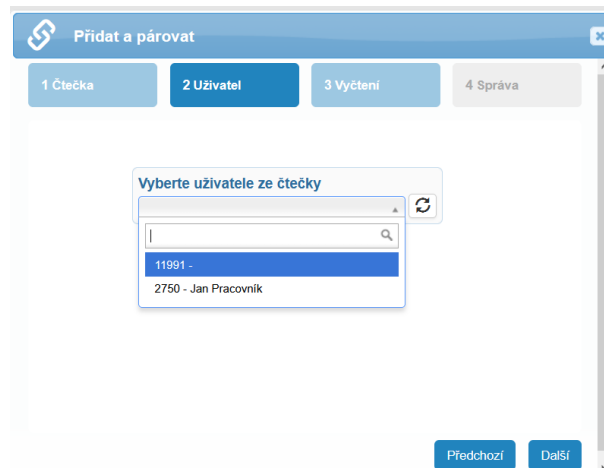 Přidat a párovat
1 Čtečka
2 Uživatel
3 Vyčtení
4 Správa
Vyberte uživatele ze čtečky
11991 -
2750 - Jan Pracovník
Předchozí
Další